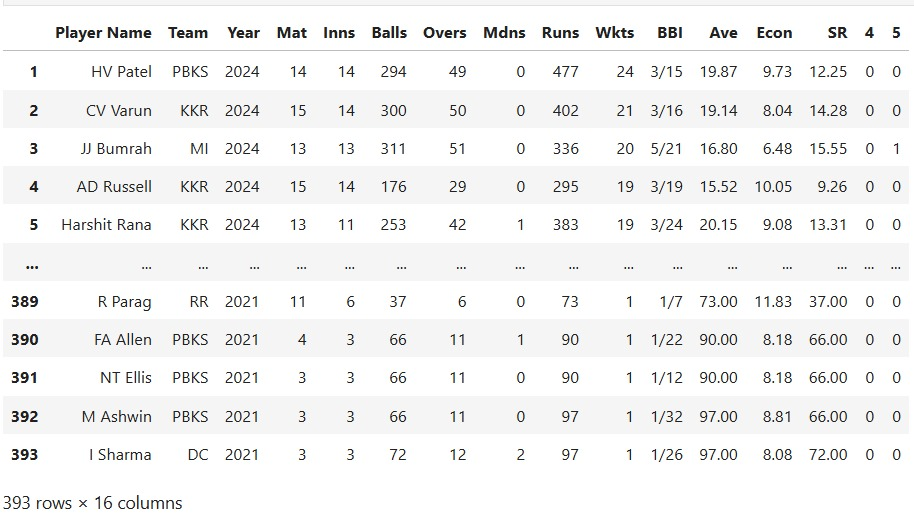 Player Name Team Year Mat Inns Balls Overs Mdns Runs Wkts BBI Ave Econ SR 4 5
1 HV Patel PBKS 2024 14 14 294 49 0 477 24 3/15 19.87 9.73 12.25 0 0
2 CV Varun KKR 2024 15 14 300 50 0 402 21 3/16 19.14 8.04 14.28 0 0
3 JJ Bumrah MI 2024 13 13 311 51 0 336 20 5/21 16.80 6.48 15.55 0 1
4 AD Russell KKR 2024 15 14 176 29 0 295 19 3/19 15.52 10.05 9.26 0 0
5 Harshit Rana KKR 2024 13 11 253 42 1 383 19 3/24 20.15 9.08 13.31 0 0
... ... ... ... ... ... ... ... ... ... ... ... ... ... ... ... ...
389 R Parag RR 2021 11 6 37 6 0 73 1 1/7 73.00 11.83 37.00 0 0
390 FA Allen PBKS 2021 4 3 66 11 1 90 1 1/22 90.00 8.18 66.00 0 0
391 NT Ellis PBKS 2021 3 3 66 11 0 90 1 1/12 90.00 8.18 66.00 0 0
392 M Ashwin PBKS 2021 3 3 66 11 0 97 1 1/32 97.00 8.81 66.00 0 0
393 I Sharma DC 2021 3 3 72 12 2 97 1 1/26 97.00 8.08 72.00 0 0
393 rows × 16 columns